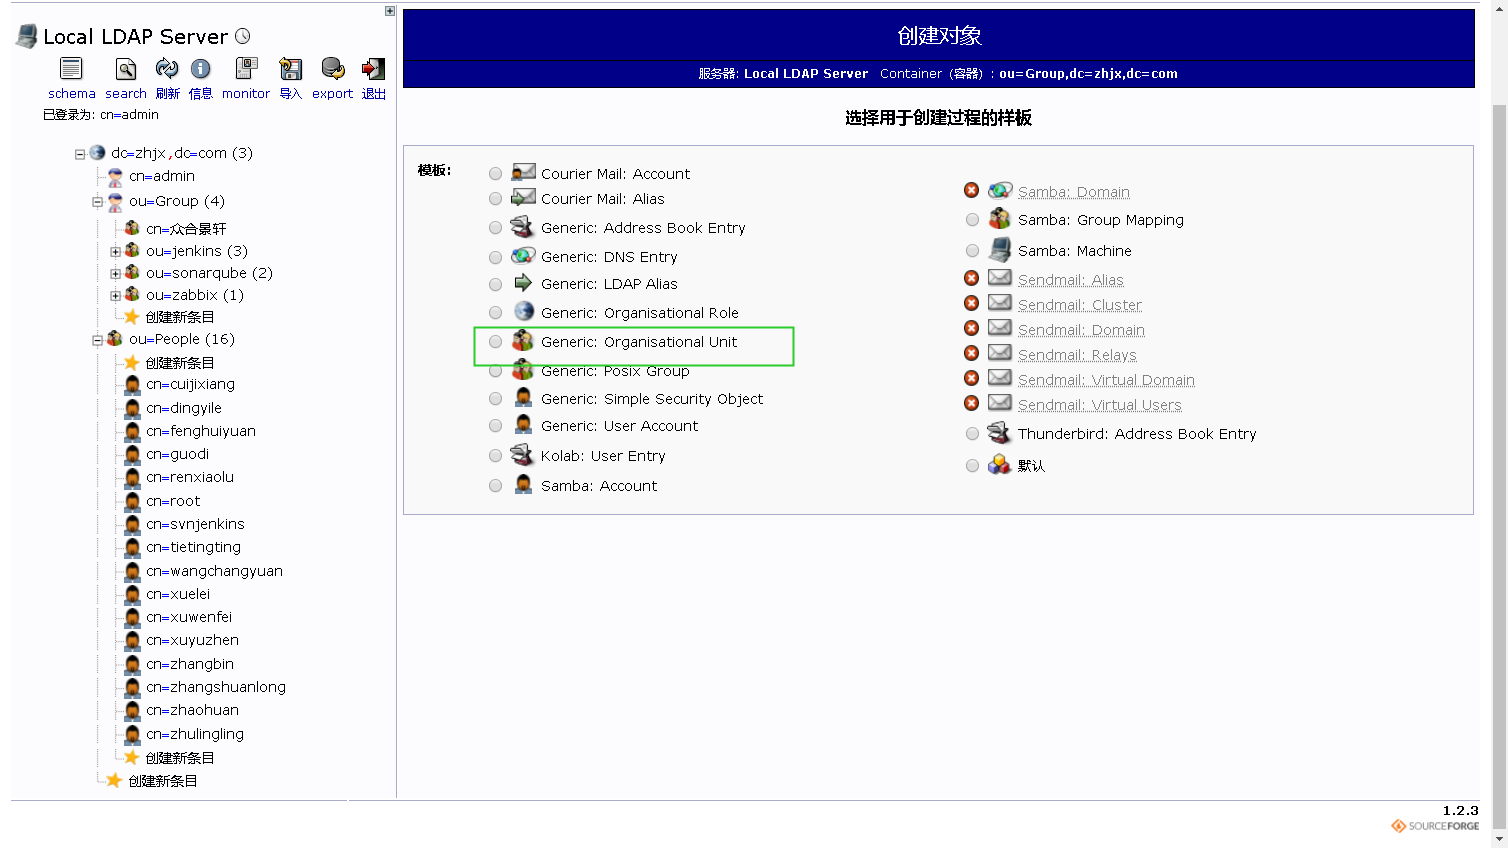 Local LDAP Server
schema search 刷新 信息 monitor 导入 export 退出
已登录为: cn=admin
dc=zhjx,dc=com (3)
cn=admin
ou=Group (4)
cn=众合景轩
ou=jenkins (3)
ou=sonarqube (2)
ou=zabbix (1)
创建新条目
ou=People (16)
创建新条目
cn=cuijixiang
cn=dingyile
cn=fenghuiyuan
cn=guodi
cn=renxiaolu
cn=root
cn=svnjenkins
cn=tietingting
cn=wangchangyuan
cn=xuelei
cn=xuwenfei
cn=xuyuzhen
cn=zhangbin
cn=zhangshuanlong
cn=zhaohuan
cn=zhulingling
创建新条目
创建新条目
创建对象
服务器: Local LDAP Server Container (容器) : ou=Group,dc=zhjx,dc=com
选择用于创建过程的样板
模板:
Courier Mail: Account
Courier Mail: Alias
Generic: Address Book Entry
Generic: DNS Entry
Generic: LDAP Alias
Generic: Organisational Role
Generic: Organisational Unit
Generic: Posix Group
Generic: Simple Security Object
Generic: User Account
Kolab: User Entry
Samba: Account
Samba: Domain
Samba: Group Mapping
Samba: Machine
Sendmail: Alias
Sendmail: Cluster
Sendmail: Domain
Sendmail: Relays
Sendmail: Virtual Domain
Sendmail: Virtual Users
Thunderbird: Address Book Entry
默认
1.2.3
SOURCEFORGE